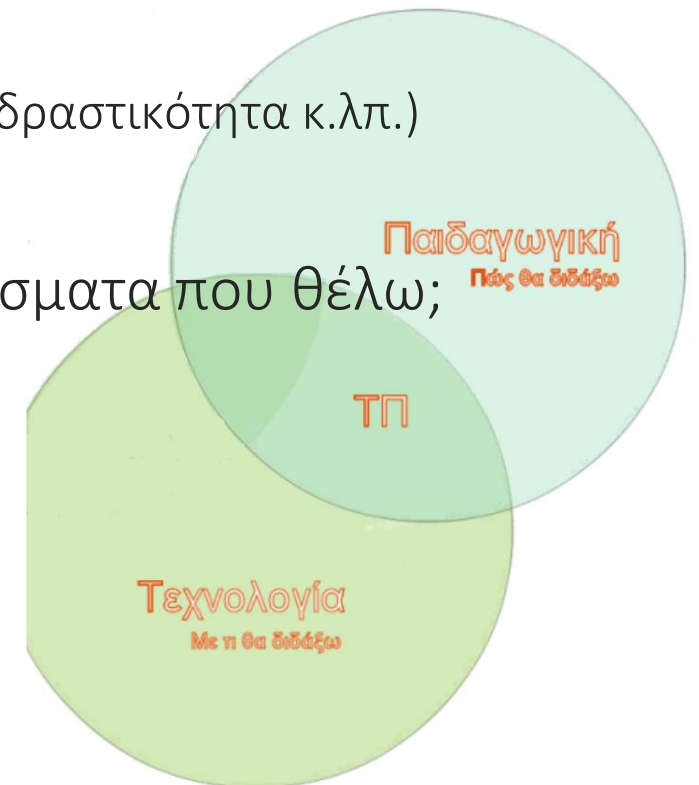 δραστικότητα κ.λπ.)
Παιδαγωγική
Πώς θα διδάξω
σματα που θέλω;
ΤΠ
Τεχνολογία
Με τι θα διδάξω